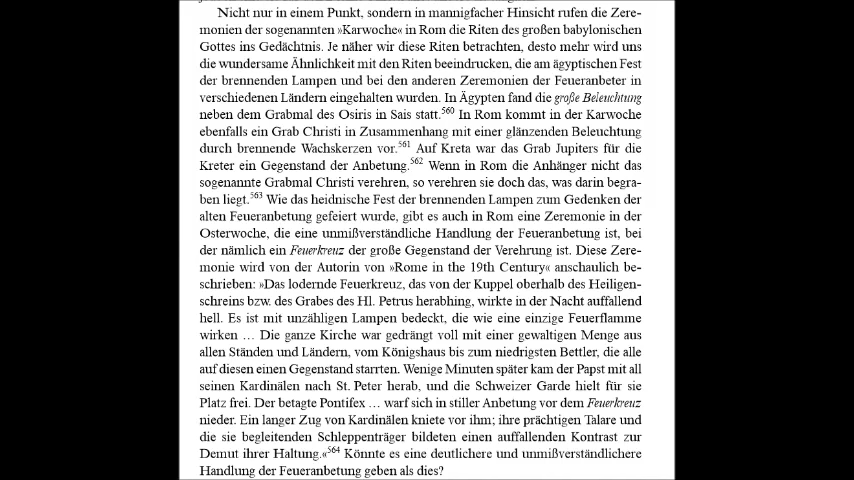 Nicht nur in einem Punkt, sondern in mannigfacher Hinsicht rufen die Zere-
monien der sogenannten »Karwoche« in Rom die Riten des großen babylonischen
Gottes ins Gedächtnis. Je näher wir diese Riten betrachten, desto mehr wird uns
die wundersame Ähnlichkeit mit den Riten beeindrucken, die am ägyptischen Fest
der brennenden Lampen und bei den anderen Zeremonien der Feueranbeter in
verschiedenen Ländern eingehalten wurden. In Ägypten fand die große Beleuchtung
neben dem Grabmal des Osiris in Sais statt.560 In Rom kommt in der Karwoche
ebenfalls ein Grab Christi in Zusammenhang mit einer glänzenden Beleuchtung
durch brennende Wachskerzen vor.561 Auf Kreta war das Grab Jupiters für die
Kreter ein Gegenstand der Anbetung.562 Wenn in Rom die Anhänger nicht das
sogenannte Grabmal Christi verehren, so verehren sie doch das, was darin begra-
ben liegt.563 Wie das heidnische Fest der brennenden Lampen zum Gedenken der
alten Feueranbetung gefeiert wurde, gibt es auch in Rom eine Zeremonie in der
Osterwoche, die eine unmißverständliche Handlung der Feueranbetung ist, bei
der nämlich ein Feuerkreuz der große Gegenstand der Verehrung ist. Diese Zere-
monie wird von der Autorin von »Rome in the 19th Century« anschaulich be-
schrieben: »Das lodernde Feuerkreuz, das von der Kuppel oberhalb des Heiligen-
schreins bzw. des Grabes des Hl. Petrus herabhing, wirkte in der Nacht auffallend
hell. Es ist mit unzähligen Lampen bedeckt, die wie eine einzige Feuerflamme
wirken … Die ganze Kirche war gedrängt voll mit einer gewaltigen Menge aus
allen Ständen und Ländern, vom Königshaus bis zum niedrigsten Bettler, die alle
auf diesen einen Gegenstand starrten. Wenige Minuten später kam der Papst mit all
seinen Kardinälen nach St. Peter herab, und die Schweizer Garde hielt für sie
Platz frei. Der betagte Pontifex … warf sich in stiller Anbetung vor dem Feuerkreuz
nieder. Ein langer Zug von Kardinälen kniete vor ihm; ihre prächtigen Talare und
die sie begleitenden Schleppenträger bildeten einen auffallenden Kontrast zur
Demut ihrer Haltung.«564 Könnte es eine deutlichere und unmißverständlichere
Handlung der Feueranbetung geben als dies?